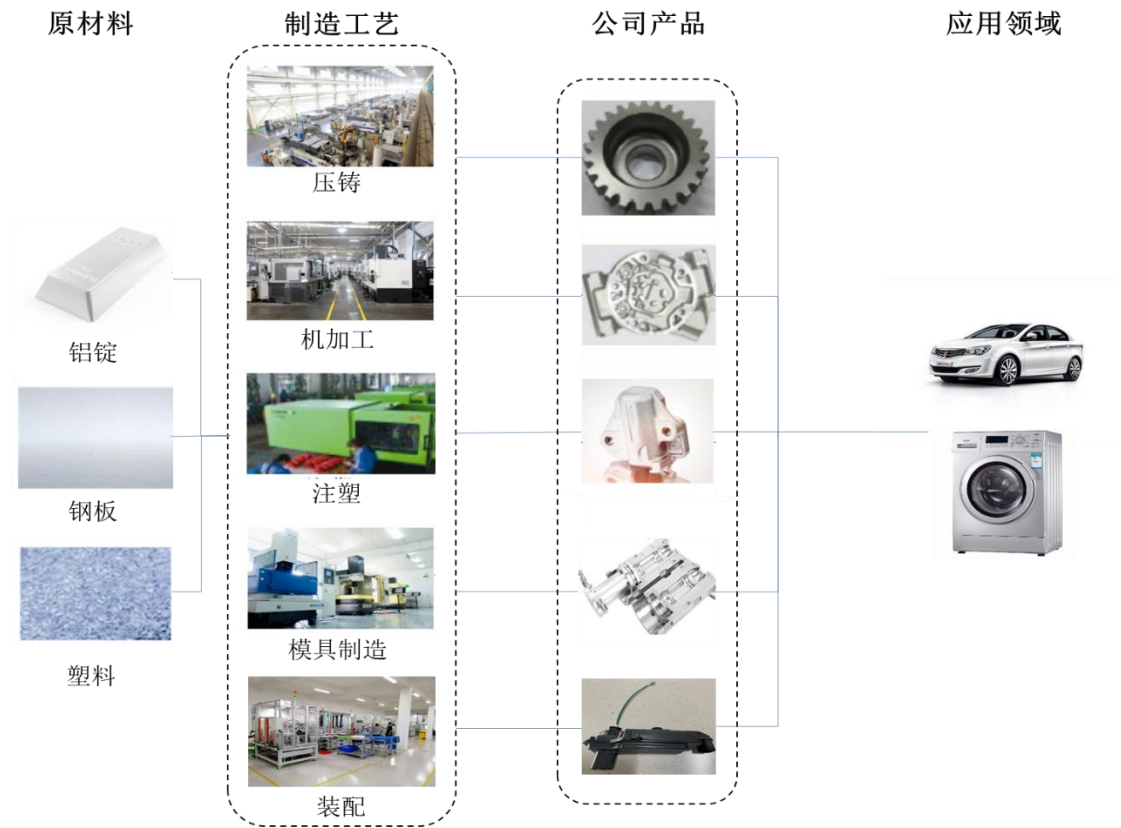 原材料
制造工艺
公司产品
应用领域
压铸
机加工
铝锭
注塑
钢板
模具制造
塑料
装配